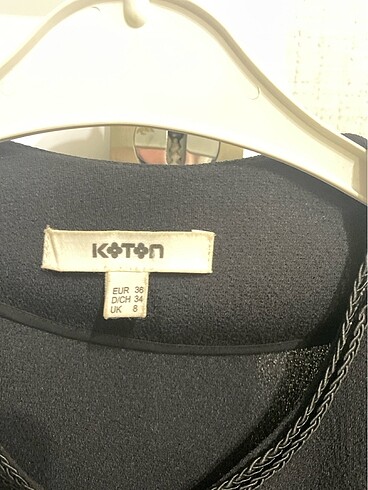 KOTON
EUR 36
D/CH 34
UK 8